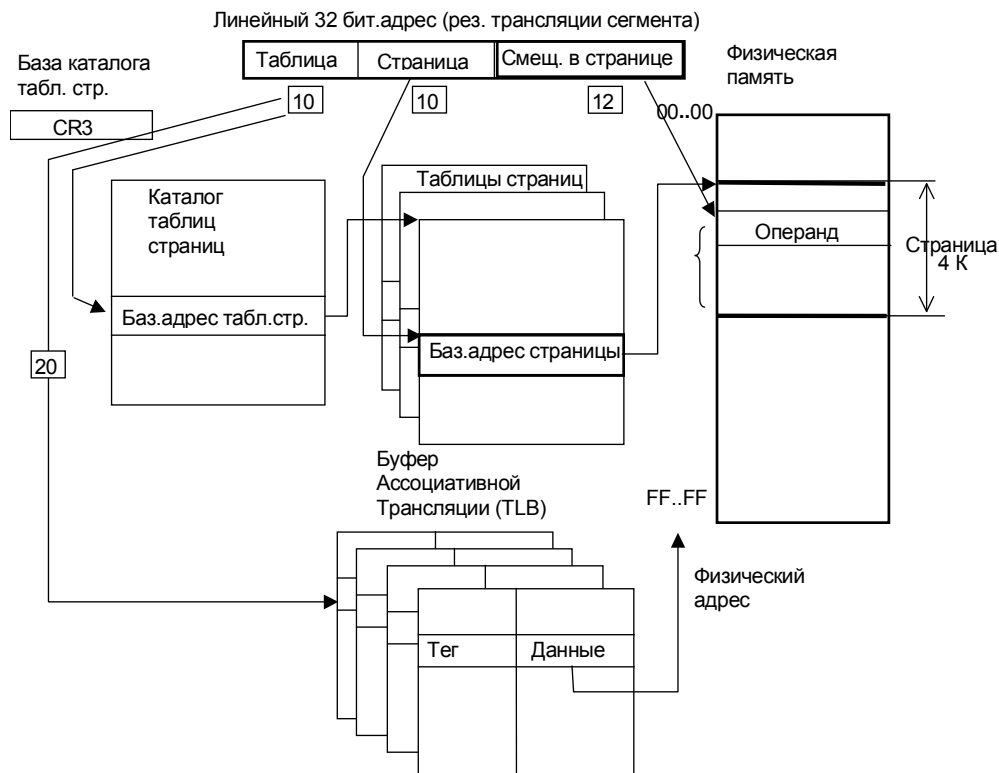 Линейный 32 бит.адрес (рез. трансляции сегмента)
Таблица
Страница
Смещ. в странице
База каталога
табл. стр.
CR3
10
10
12
Физическая
память
00..00
Каталог
таблиц
страниц
Таблицы страниц
Операнд
Страница
4 К
Баз.адрес табл.стр.
Баз.адрес страницы
20
Буфер
Ассоциативной
Трансляции (TLB)
FF..FF
Физический
адрес
Тег
Данные